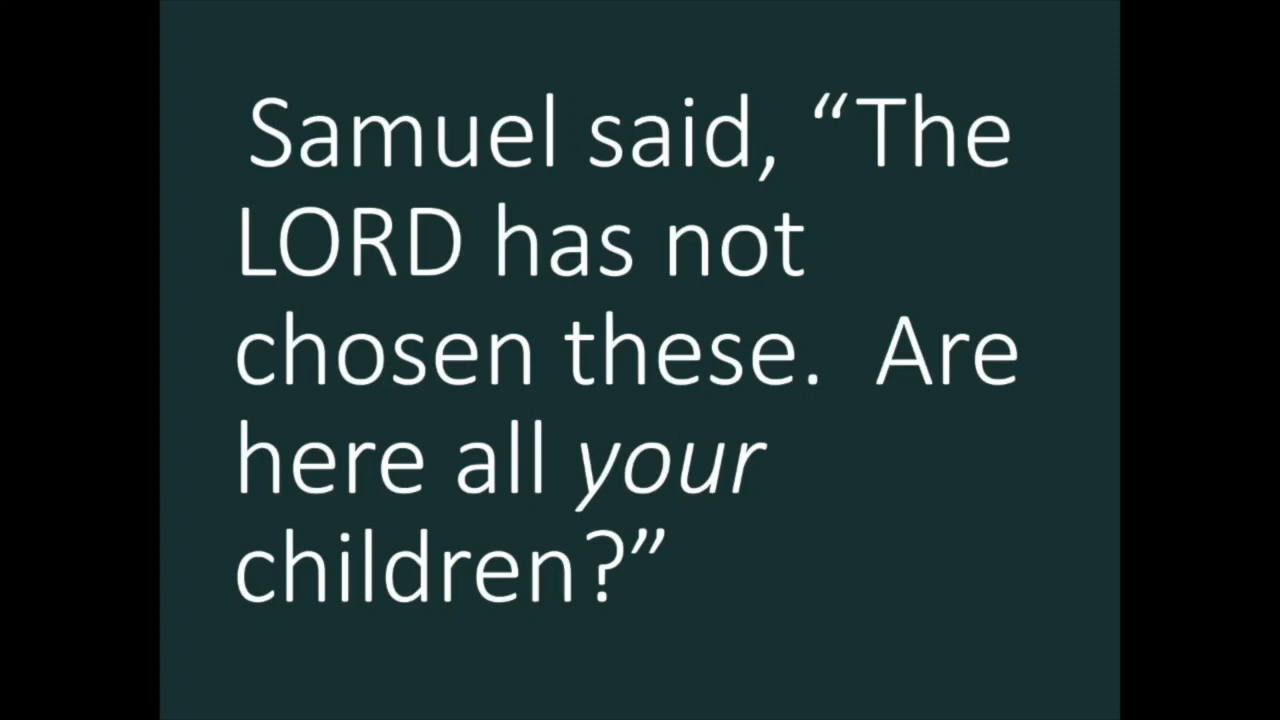 Samuel said, “The
LORD has not
chosen these.  Are
here all your
children?”